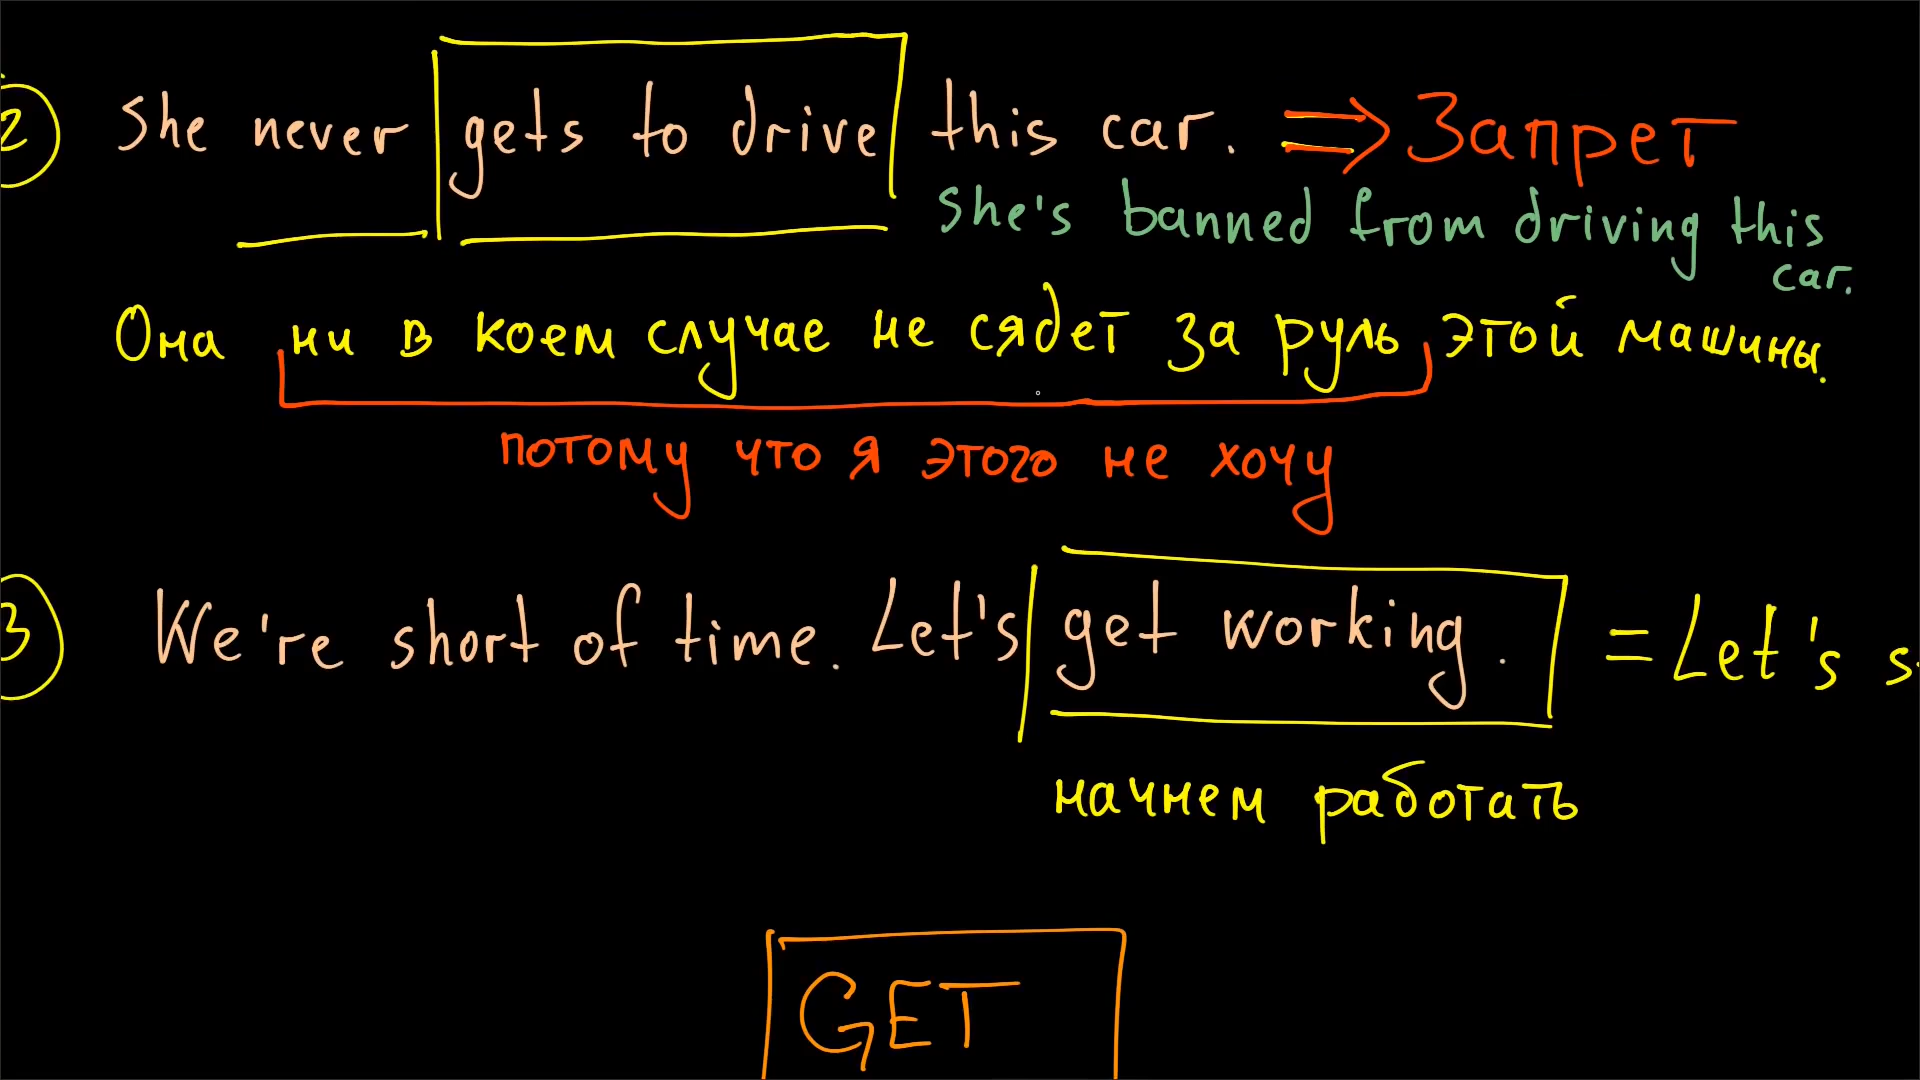 2 She never gets to drive this car. ⇒ Запрет
She's banned from driving this
car.
Она ни в коем случае не сядет за руль этой машины.
потому что я этого не хочу
3 We're short of time. Let's get working. = Let's s
начнем работать
GET